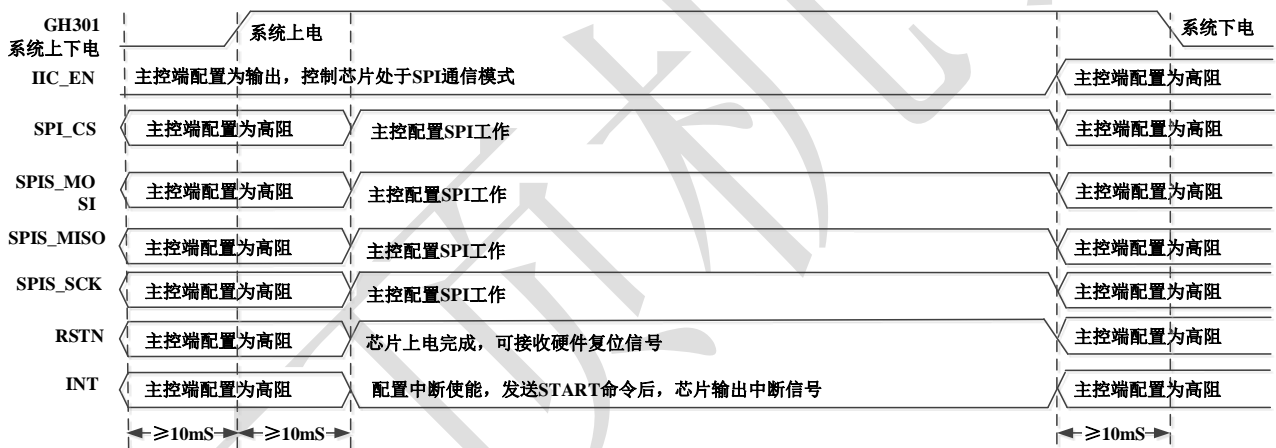 GH301
系统上下电
系统上电
系统下电
IIC_EN
主控端配置为输出，控制芯片处于SPI通信模式
主控端配置为高阻
SPI_CS
主控端配置为高阻
主控配置SPI工作
主控端配置为高阻
SPIS_MO
SI
主控端配置为高阻
主控配置SPI工作
主控端配置为高阻
SPIS_MISO
主控端配置为高阻
主控配置SPI工作
主控端配置为高阻
SPIS_SCK
主控端配置为高阻
主控配置SPI工作
主控端配置为高阻
RSTN
主控端配置为高阻
芯片上电完成，可接收硬件复位信号
主控端配置为高阻
INT
主控端配置为高阻
配置中断使能，发送START命令后，芯片输出中断信号
主控端配置为高阻
≥10mS
≥10mS
≥10mS